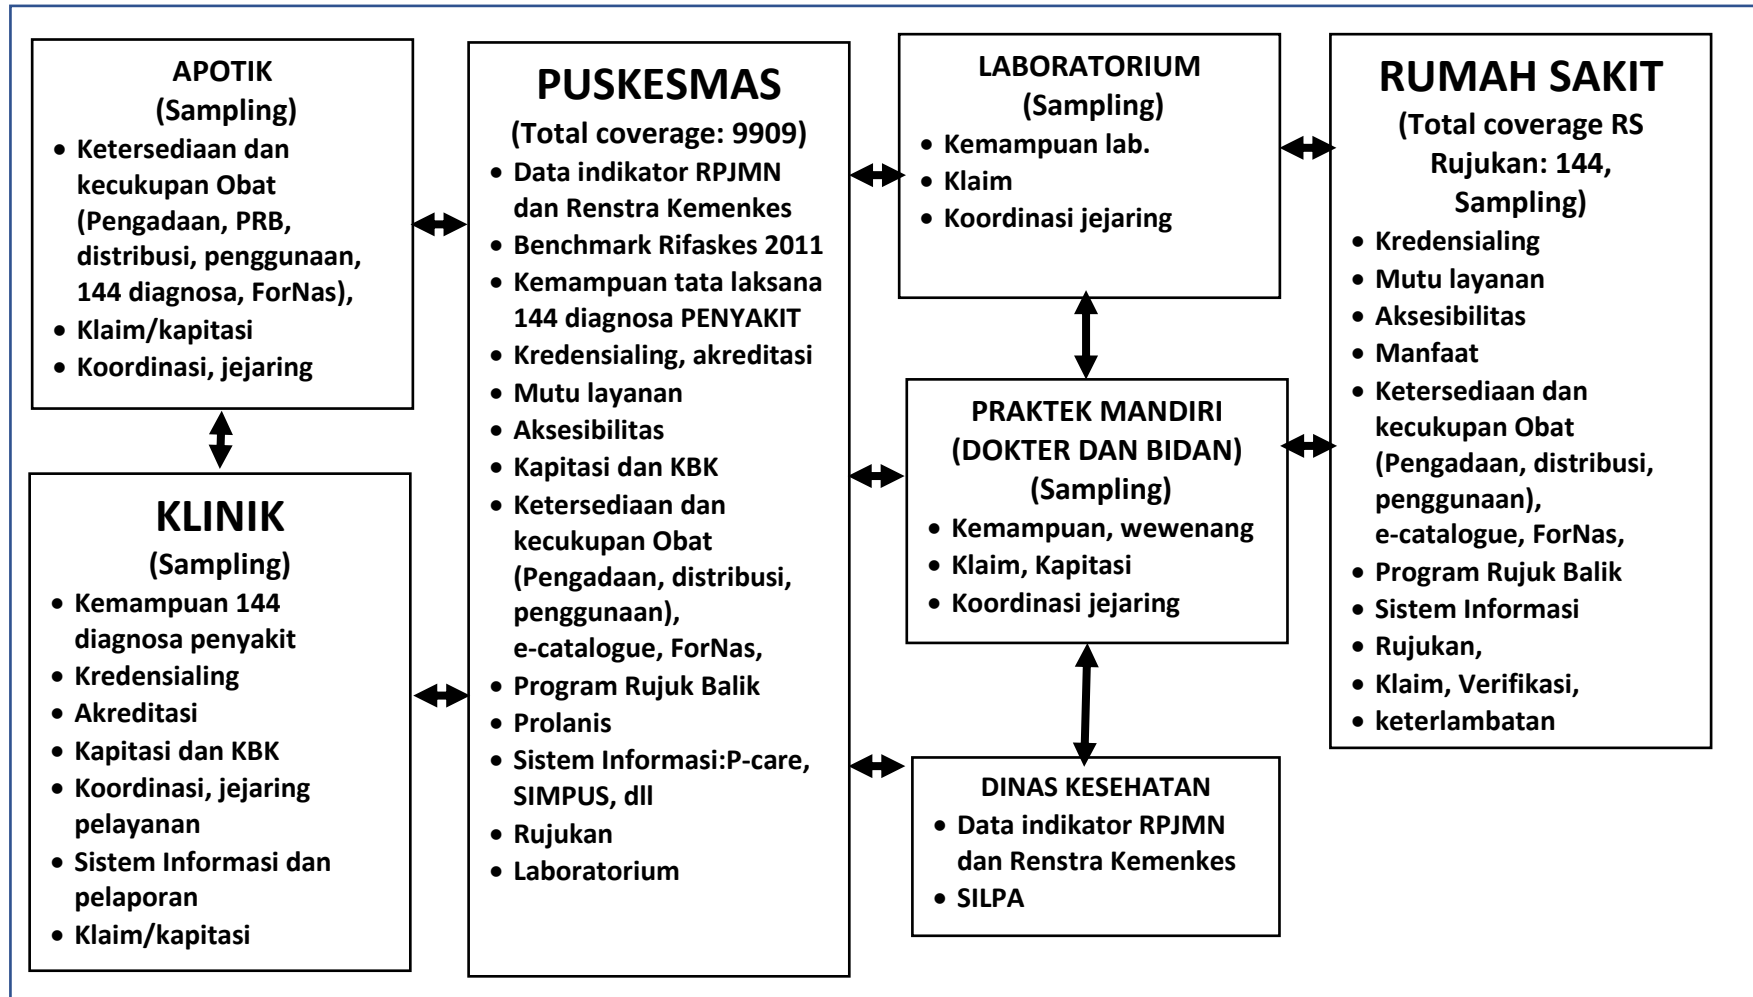 APOTIK
(Sampling)
• Ketersediaan dan
kecukupan Obat
(Pengadaan, PRB,
distribusi, penggunaan,
144 diagnosa, ForNas),
• Klaim/kapitasi
• Koordinasi, jejaring
KLINIK
(Sampling)
• Kemampuan 144
diagnosa penyakit
• Kredensialing
• Akreditasi
• Kapitasi dan KBK
• Koordinasi, jejaring
pelayanan
• Sistem Informasi dan
pelaporan
• Klaim/kapitasi
PUSKESMAS
(Total coverage: 9909)
• Data indikator RPJMN
dan Renstra Kemenkes
• Benchmark Rifaskes 2011
• Kemampuan tata laksana
144 diagnosa PENYAKIT
• Kredensialing, akreditasi
• Mutu layanan
• Aksesibilitas
• Kapitasi dan KBK
• Ketersediaan dan
kecukupan Obat
(Pengadaan, distribusi,
penggunaan),
e-catalogue, ForNas,
• Program Rujuk Balik
• Prolanis
• Sistem Informasi:P-care,
SIMPUS, dll
• Rujukan
• Laboratorium
LABORATORIUM
(Sampling)
• Kemampuan lab.
• Klaim
• Koordinasi jejaring
PRAKTEK MANDIRI
(DOKTER DAN BIDAN)
(Sampling)
• Kemampuan, wewenang
• Klaim, Kapitasi
• Koordinasi jejaring
DINAS KESEHATAN
• Data indikator RPJMN
dan Renstra Kemenkes
• SILPA
RUMAH SAKIT
(Total coverage RS
Rujukan: 144,
Sampling)
• Kredensialing
• Mutu layanan
• Aksesibilitas
• Manfaat
• Ketersediaan dan
kecukupan Obat
(Pengadaan, distribusi,
penggunaan),
e-catalogue, ForNas,
• Program Rujuk Balik
• Sistem Informasi
• Rujukan,
• Klaim, Verifikasi,
• keterlambatan